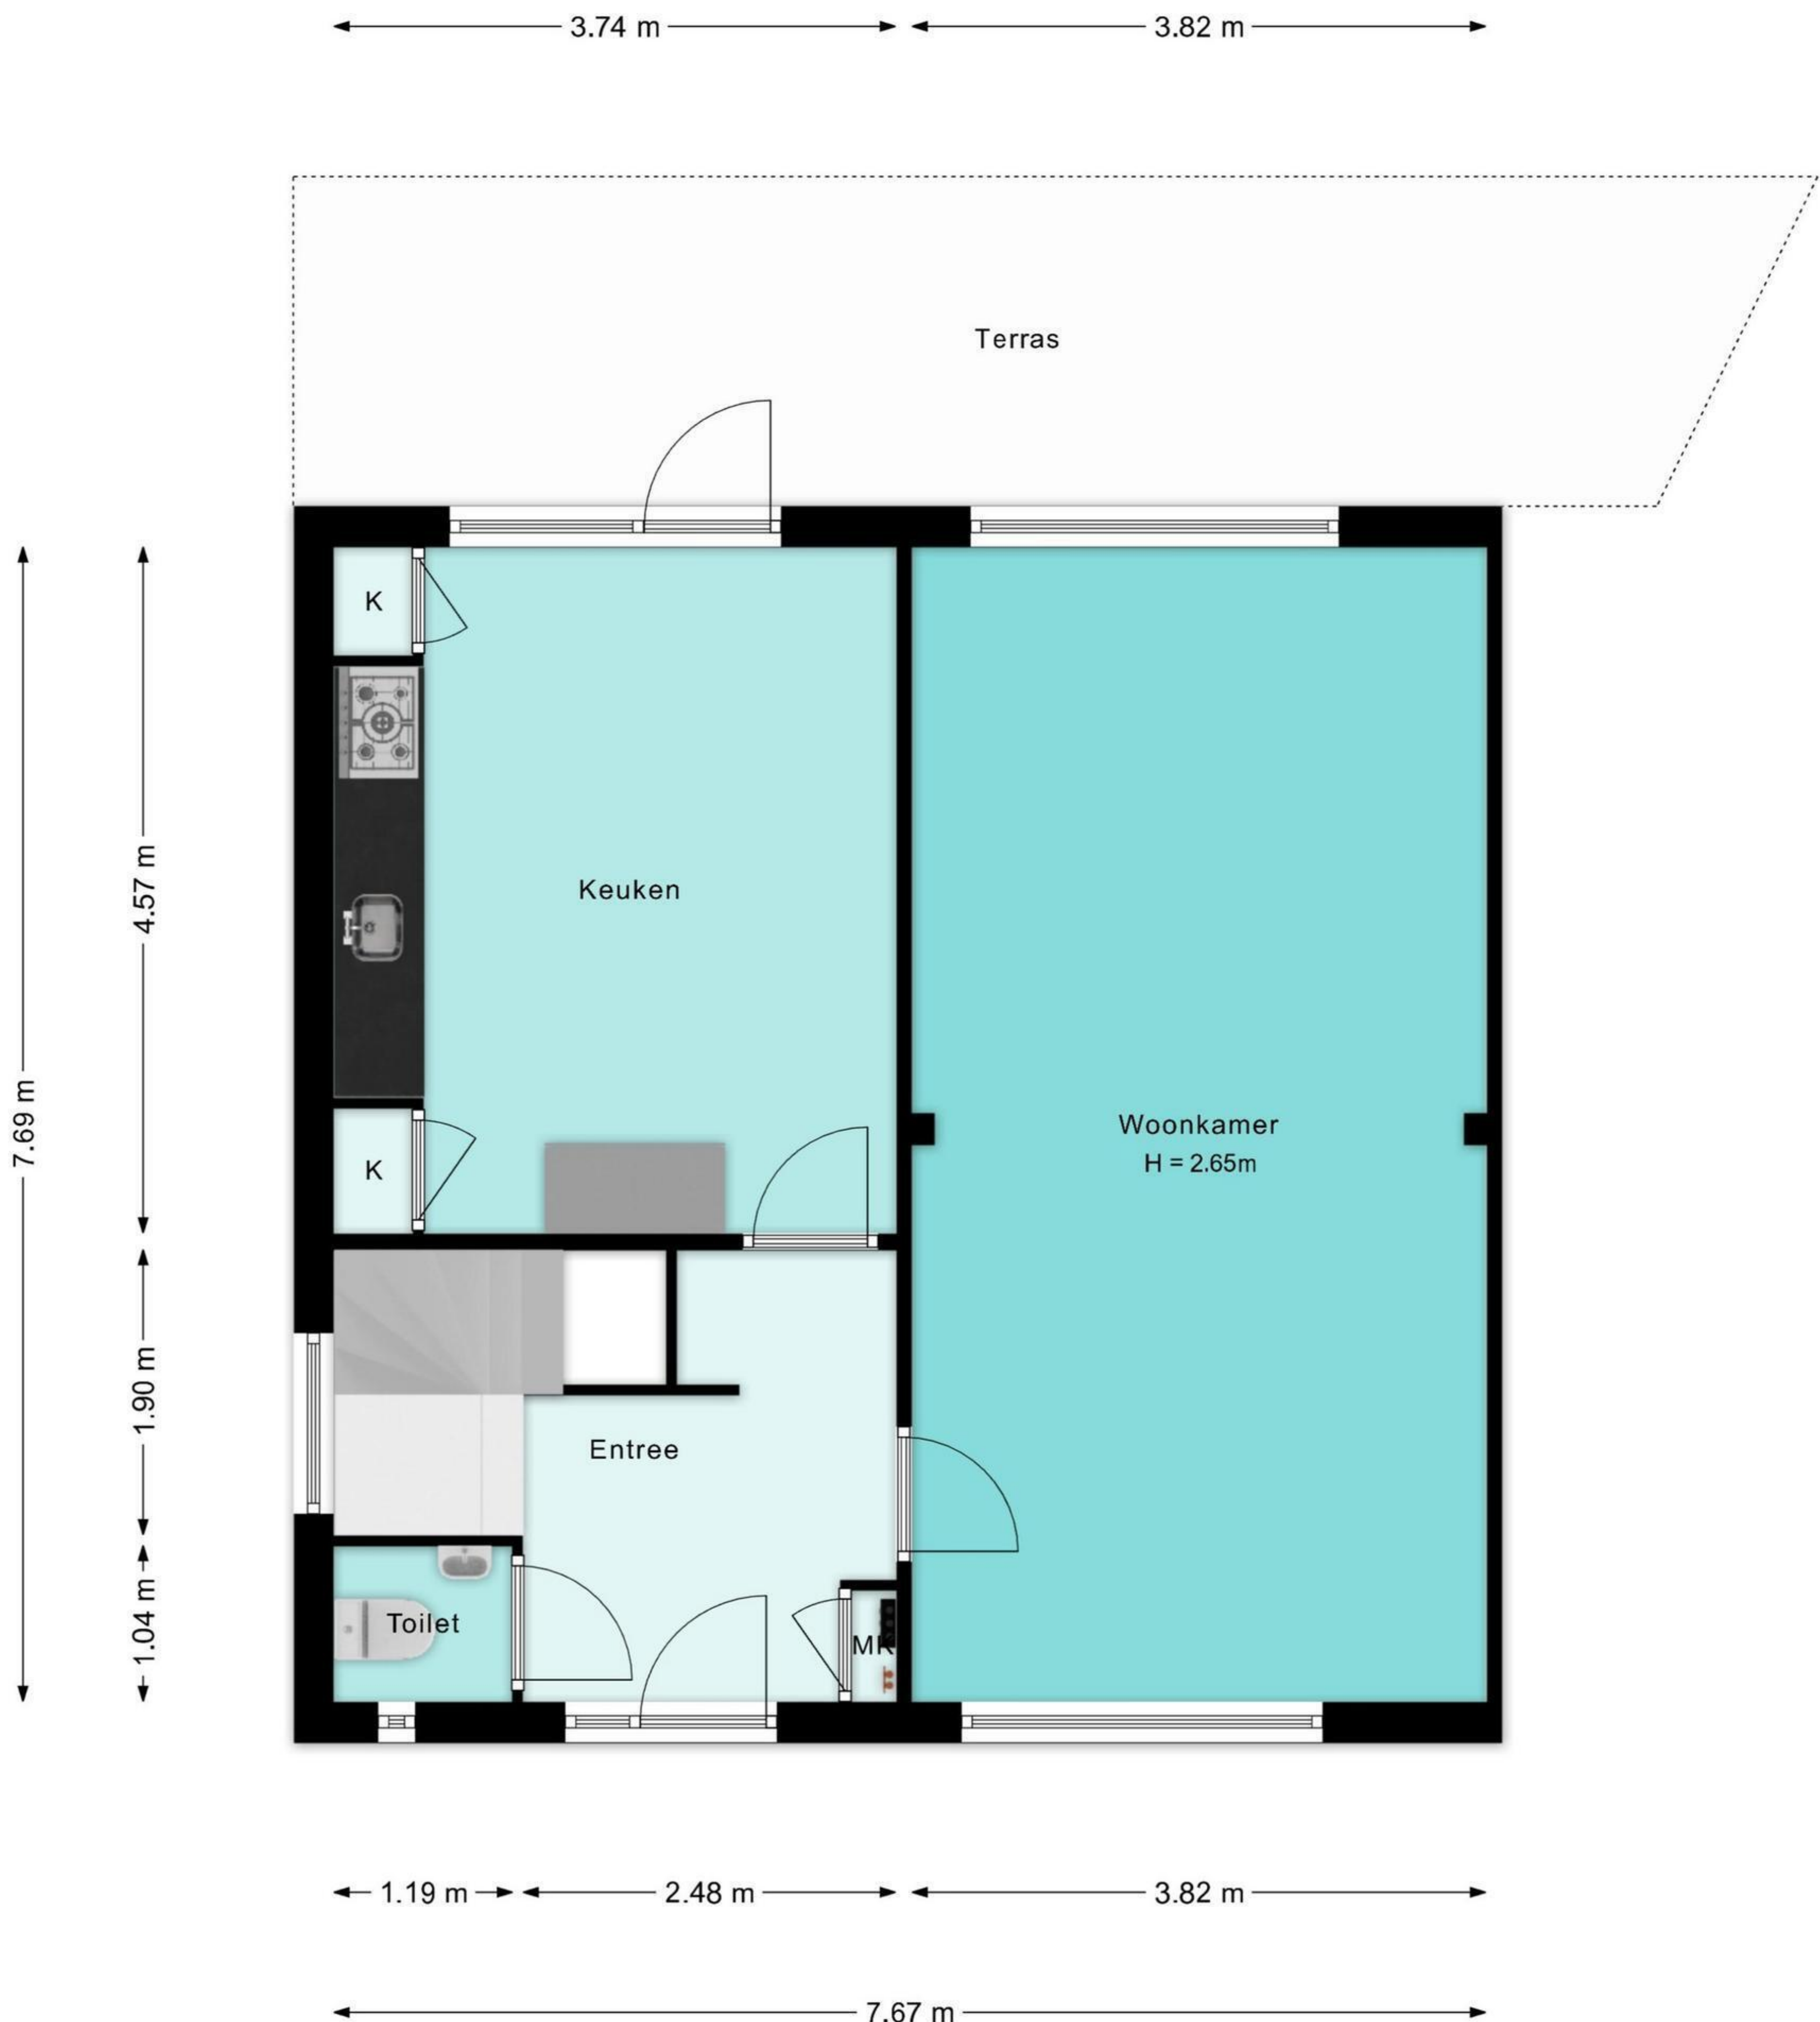 3.74 m
3.82 m
Terras
K
Keuken
4.57 m
7.69 m
Woonkamer
H = 2.65m
K
1.90 m
Entree
1.04 m
Toilet
MK
1.19 m
2.48 m
3.82 m
7.67 m